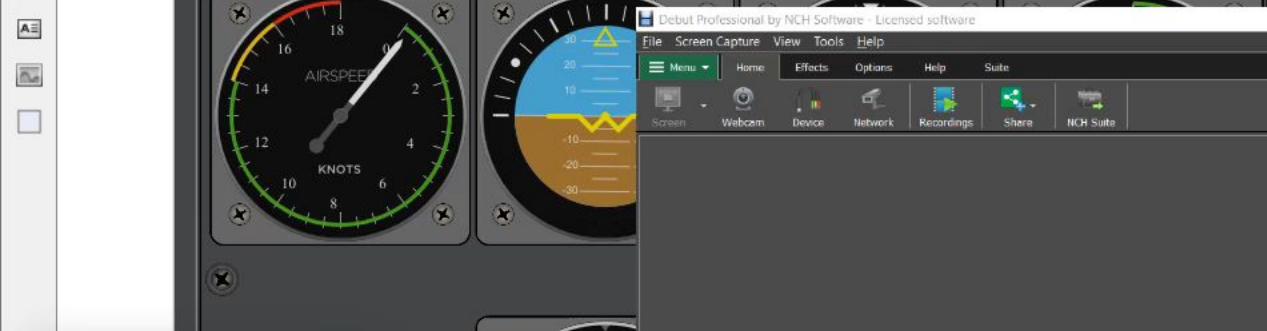 Debut Professional by NCH Software - Licensed software
File Screen Capture View Tools Help
Menu Home Effects Options Help Suite
Screen Webcam Device Network Recordings Share NCH Suite
A
18
16 0
AIRSPEED
14 2
12 4
KNOTS
10 6
8
30
20
10
-10
-20
-30